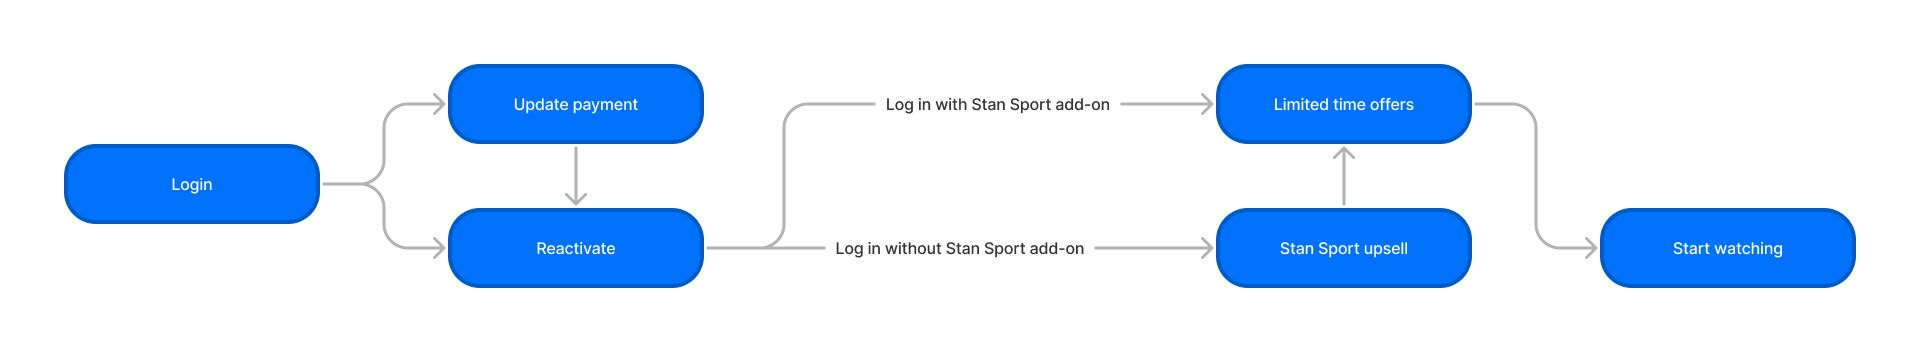 Login
Update payment
Reactivate
Log in with Stan Sport add-on
Log in without Stan Sport add-on
Limited time offers
Stan Sport upsell
Start watching